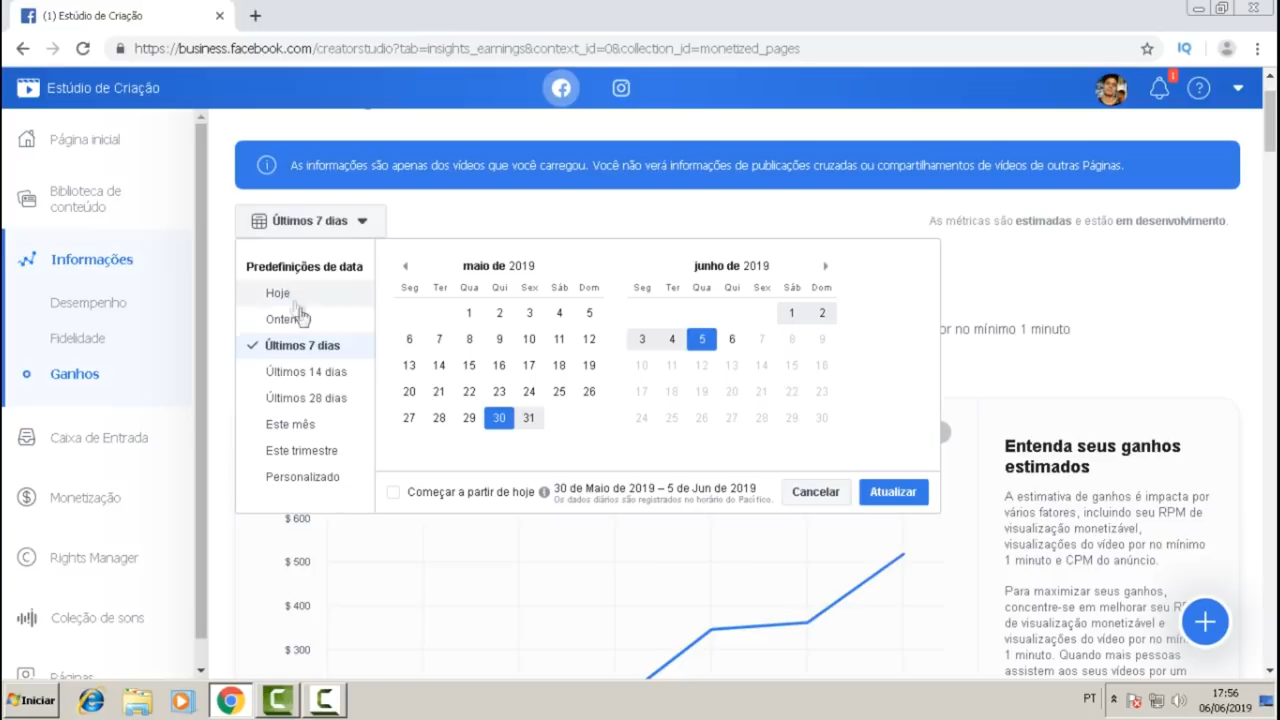 (1) Estúdio de Criação
https://business.facebook.com/creatorstudio?tab=insights_earnings&context_id=0&collection_id=monetized_pages
IQ
Estúdio de Criação
1
Página inicial
Biblioteca de
conteúdo
Informações
Desempenho
Fidelidade
Ganhos
Caixa de Entrada
Monetização
Rights Manager
Coleção de sons
Páginas
As informações são apenas dos vídeos que você carregou. Você não verá informações de publicações cruzadas ou compartilhamentos de vídeos de outras Páginas.
Últimos 7 dias
As métricas são estimadas e estão em desenvolvimento.
Predefinições de data
Hoje
Ontem
Últimos 7 dias
Últimos 14 dias
Últimos 28 dias
Este mês
Este trimestre
Personalizado
maio de 2019
Seg Ter Qua Qui Sex Sáb Dom
1 2 3 4 5
6 7 8 9 10 11 12
13 14 15 16 17 18 19
20 21 22 23 24 25 26
27 28 29 30 31
junho de 2019
Seg Ter Qua Qui Sex Sáb Dom
1 2
3 4 5 6 7 8 9
10 11 12 13 14 15 16
17 18 19 20 21 22 23
24 25 26 27 28 29 30
Começar a partir de hoje
30 de Maio de 2019 – 5 de Jun de 2019
Os dados diários são registrados no horário do Pacífico.
Cancelar
Atualizar
por no mínimo 1 minuto
$ 600
$ 500
$ 400
$ 300
Entenda seus ganhos
estimados
A estimativa de ganhos é impacta por
vários fatores, incluindo seu RPM de
visualização monetizável,
visualizações do vídeo por no mínimo
1 minuto e CPM do anúncio.
Para maximizar seus ganhos,
concentre-se em melhorar seu
de visualização monetizável e
visualizações do vídeo por no
1 minuto. Quando mais pessoas
assistem aos seus vídeos por um
Iniciar
PT
17:56
06/06/2019